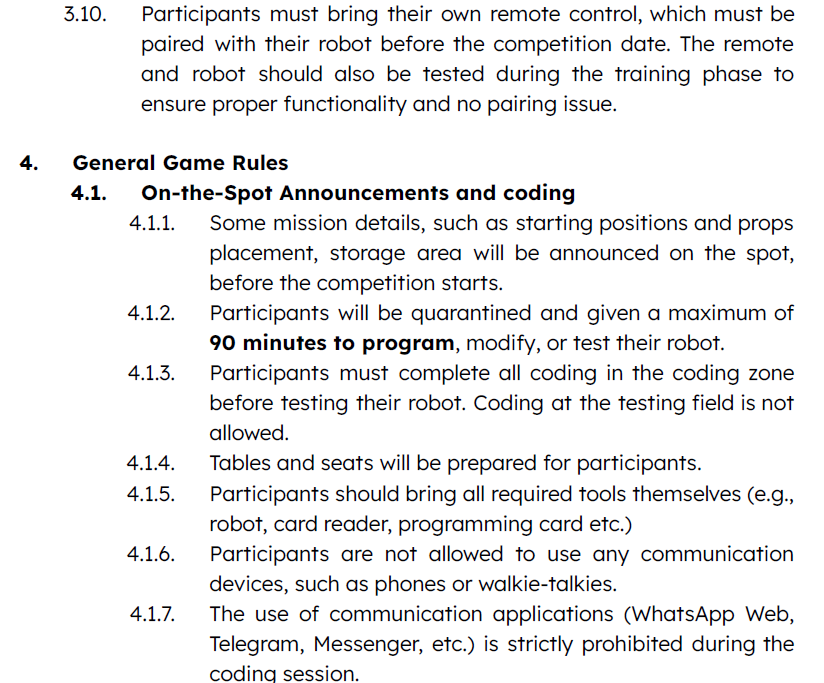 3.10. Participants must bring their own remote control, which must be
paired with their robot before the competition date. The remote
and robot should also be tested during the training phase to
ensure proper functionality and no pairing issue.
4. General Game Rules
4.1. On-the-Spot Announcements and coding
4.1.1. Some mission details, such as starting positions and props
placement, storage area will be announced on the spot,
before the competition starts.
4.1.2. Participants will be quarantined and given a maximum of
90 minutes to program, modify, or test their robot.
4.1.3. Participants must complete all coding in the coding zone
before testing their robot. Coding at the testing field is not
allowed.
4.1.4. Tables and seats will be prepared for participants.
4.1.5. Participants should bring all required tools themselves (e.g.,
robot, card reader, programming card etc.)
4.1.6. Participants are not allowed to use any communication
devices, such as phones or walkie-talkies.
4.1.7. The use of communication applications (WhatsApp Web,
Telegram, Messenger, etc.) is strictly prohibited during the
coding session.